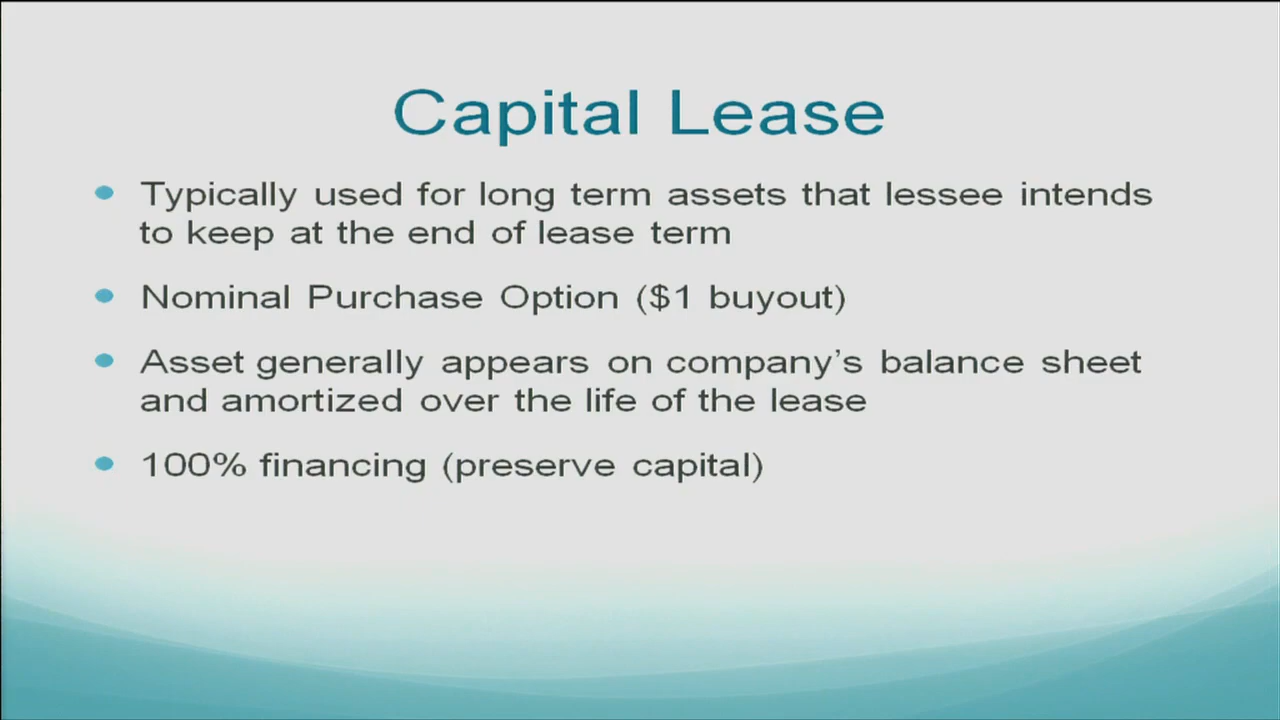 Capital Lease
Typically used for long term assets that lessee intends
to keep at the end of lease term
Nominal Purchase Option ($1 buyout)
Asset generally appears on company’s balance sheet
and amortized over the life of the lease
100% financing (preserve capital)